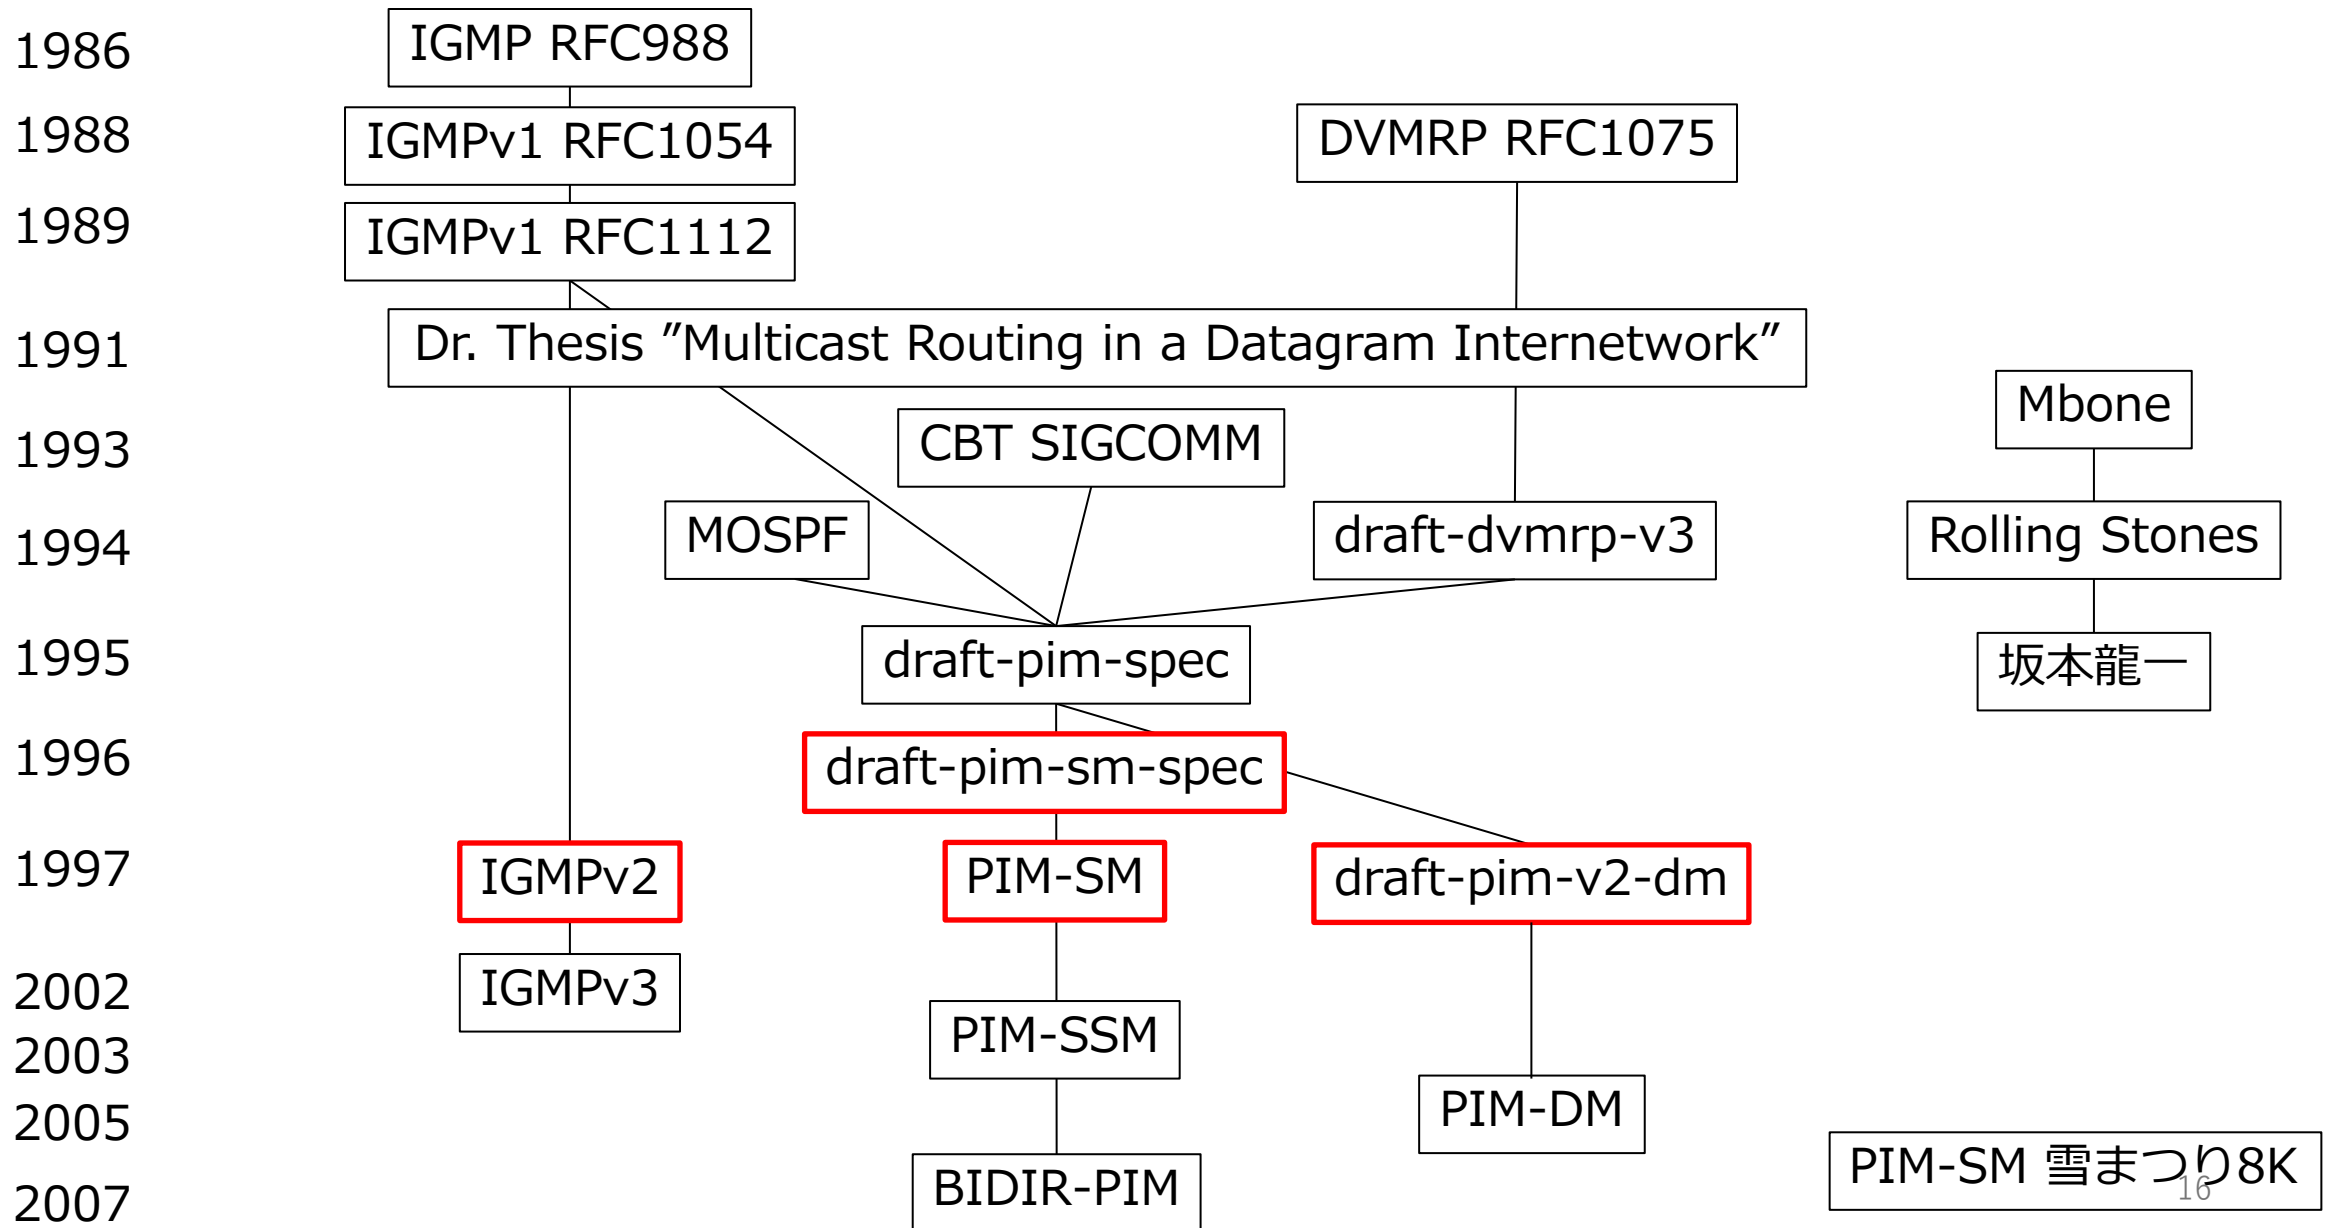 1986
IGMP RFC988
1988
IGMPv1 RFC1054
DVMRP RFC1075
1989
IGMPv1 RFC1112
1991
Dr. Thesis ″Multicast Routing in a Datagram Internetwork″
Mbone
1993
CBT SIGCOMM
1994
MOSPF
draft-dvmrp-v3
Rolling Stones
1995
draft-pim-spec
坂本龍一
1996
draft-pim-sm-spec
1997
IGMPv2
PIM-SM
draft-pim-v2-dm
2002
IGMPv3
2003
PIM-SSM
2005
PIM-DM
2007
BIDIR-PIM
PIM-SM 雪まつり8K
16